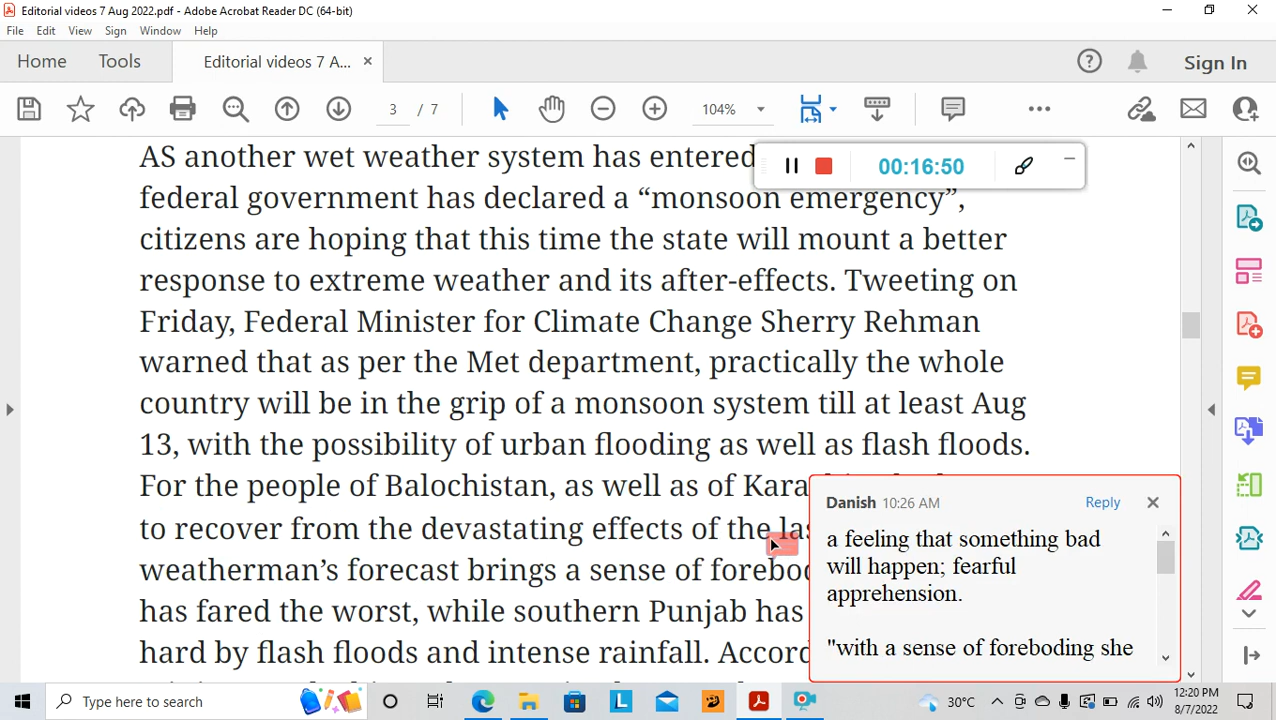 Editorial videos 7 Aug 2022.pdf - Adobe Acrobat Reader DC (64-bit)
File Edit View Sign Window Help
Home Tools Editorial videos 7 A... × Sign In
3 / 7 104%
00:16:50
AS another wet weather system has entered
federal government has declared a “monsoon emergency”,
citizens are hoping that this time the state will mount a better
response to extreme weather and its after-effects. Tweeting on
Friday, Federal Minister for Climate Change Sherry Rehman
warned that as per the Met department, practically the whole
country will be in the grip of a monsoon system till at least Aug
13, with the possibility of urban flooding as well as flash floods.
For the people of Balochistan, as well as of Kara
to recover from the devastating effects of the las
weatherman’s forecast brings a sense of forebod
has fared the worst, while southern Punjab has
hard by flash floods and intense rainfall. Accord
Danish 10:26 AM Reply
a feeling that something bad
will happen; fearful
apprehension.
"with a sense of foreboding she
Type here to search
30°C
12:20 PM
8/7/2022